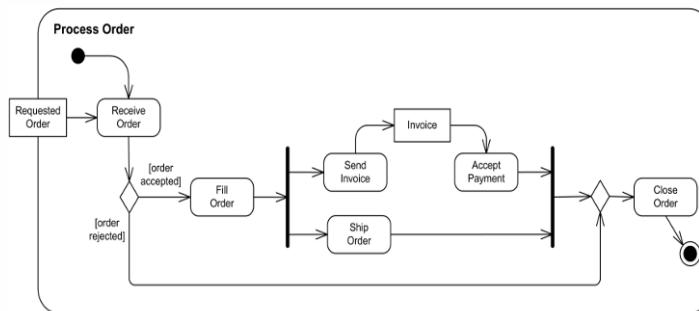 Process Order
Requested
Order
Receive
Order
[order
accepted]
[order
rejected]
Fill
Order
Send
Invoice
Invoice
Accept
Payment
Ship
Order
Close
Order